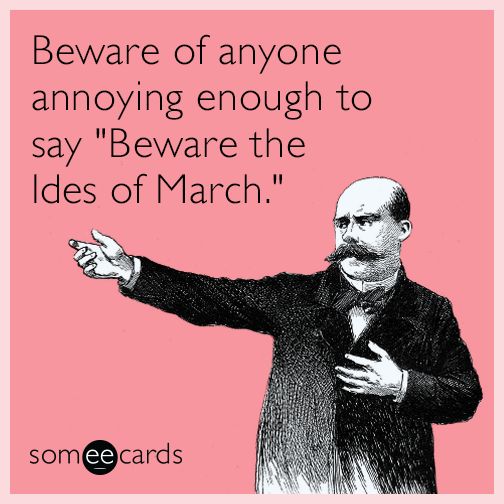 Beware of anyone
annoying enough to
say "Beware the
Ides of March."
someecards